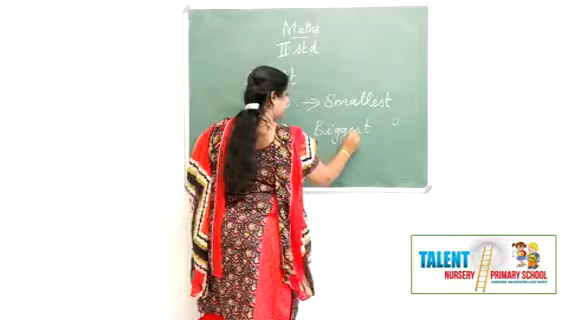 Maths
II std
→ Smallest
Biggest
TALENT
NURSERY
PRIMARY SCHOOL